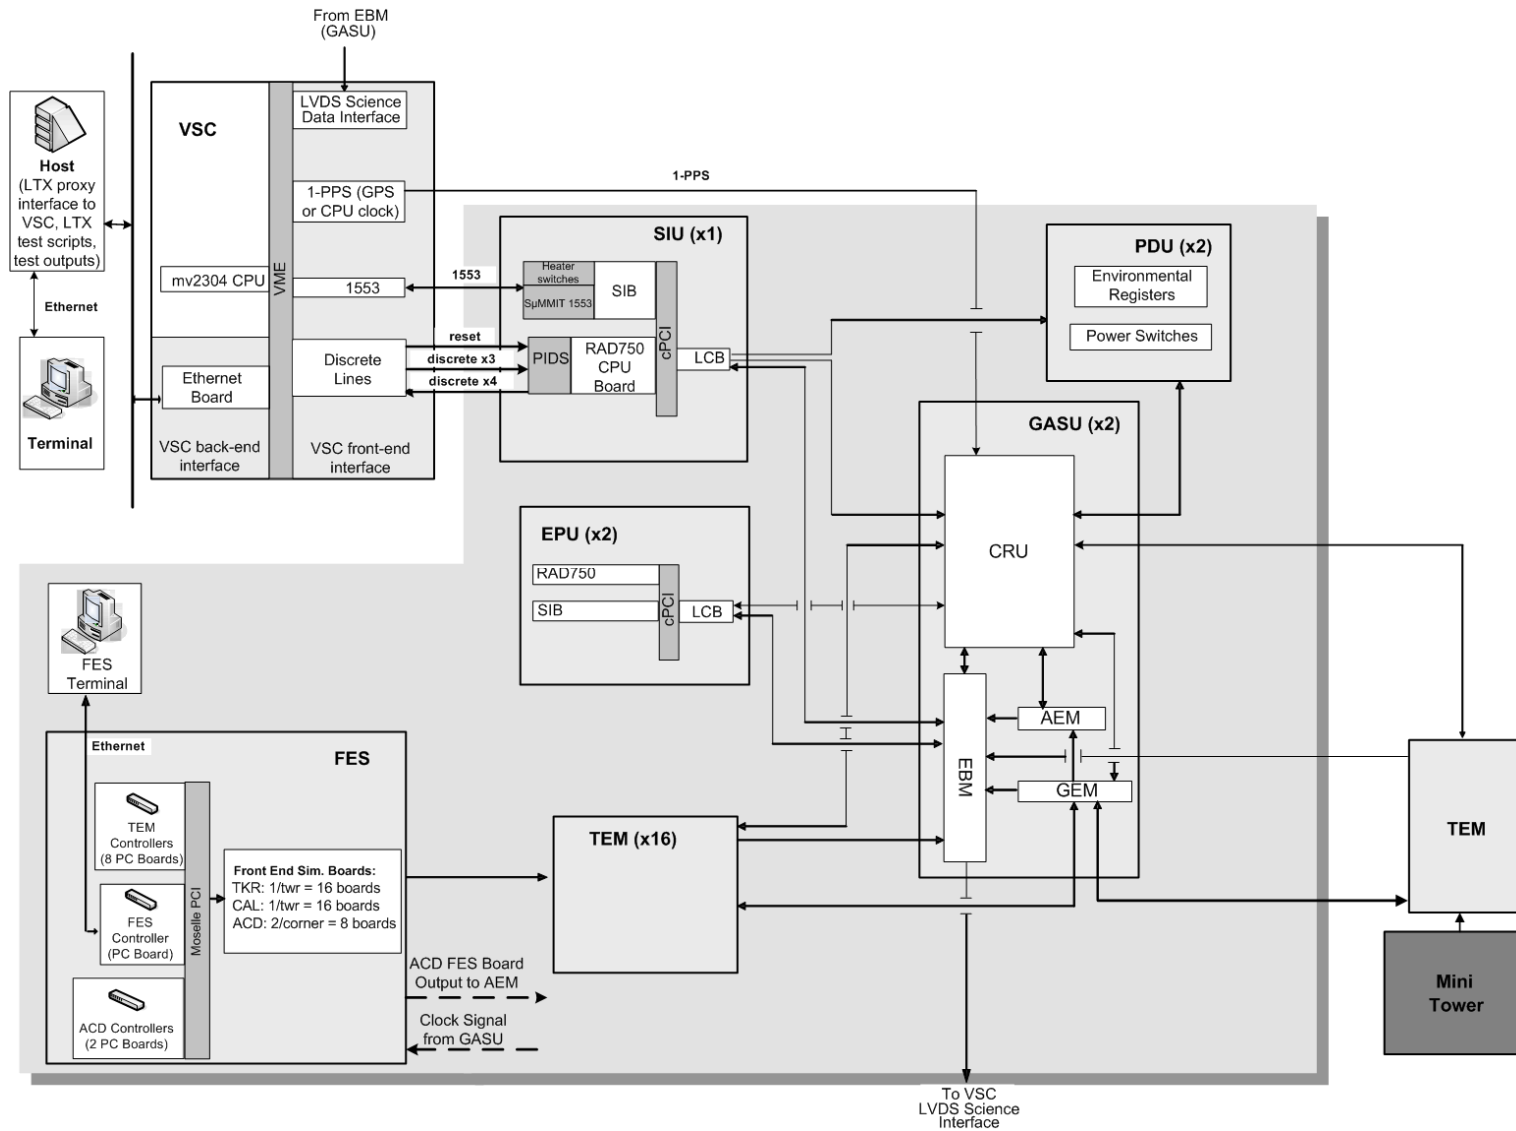 From EBM
(GASU)
Host
(LTX proxy
interface to
VSC, LTX
test scripts,
test outputs)
Ethernet
Terminal
VSC
mv2304 CPU
Ethernet
Board
VSC back-end
interface
VME
LVDS Science
Data Interface
1-PPS (GPS
or CPU clock)
1553
Discrete
Lines
VSC front-end
interface
1-PPS
1553
reset
discrete x3
discrete x4
SIU (x1)
Heater
switches
SµMMIT 1553
SIB
PIDS
RAD750
CPU
Board
cPCI
LCB
PDU (x2)
Environmental
Registers
Power Switches
GASU (x2)
CRU
EBM
AEM
GEM
EPU (x2)
RAD750
SIB
cPCI
LCB
FES
Terminal
Ethernet
FES
TEM
Controllers
(8 PC Boards)
FES
Controller
(PC Board)
ACD Controllers
(2 PC Boards)
Moselle PCI
Front End Sim. Boards:
TKR: 1/twr = 16 boards
CAL: 1/twr = 16 boards
ACD: 2/corner = 8 boards
ACD FES Board
Output to AEM
Clock Signal
from GASU
TEM (x16)
TEM
Mini
Tower
To VSC
LVDS Science
Interface